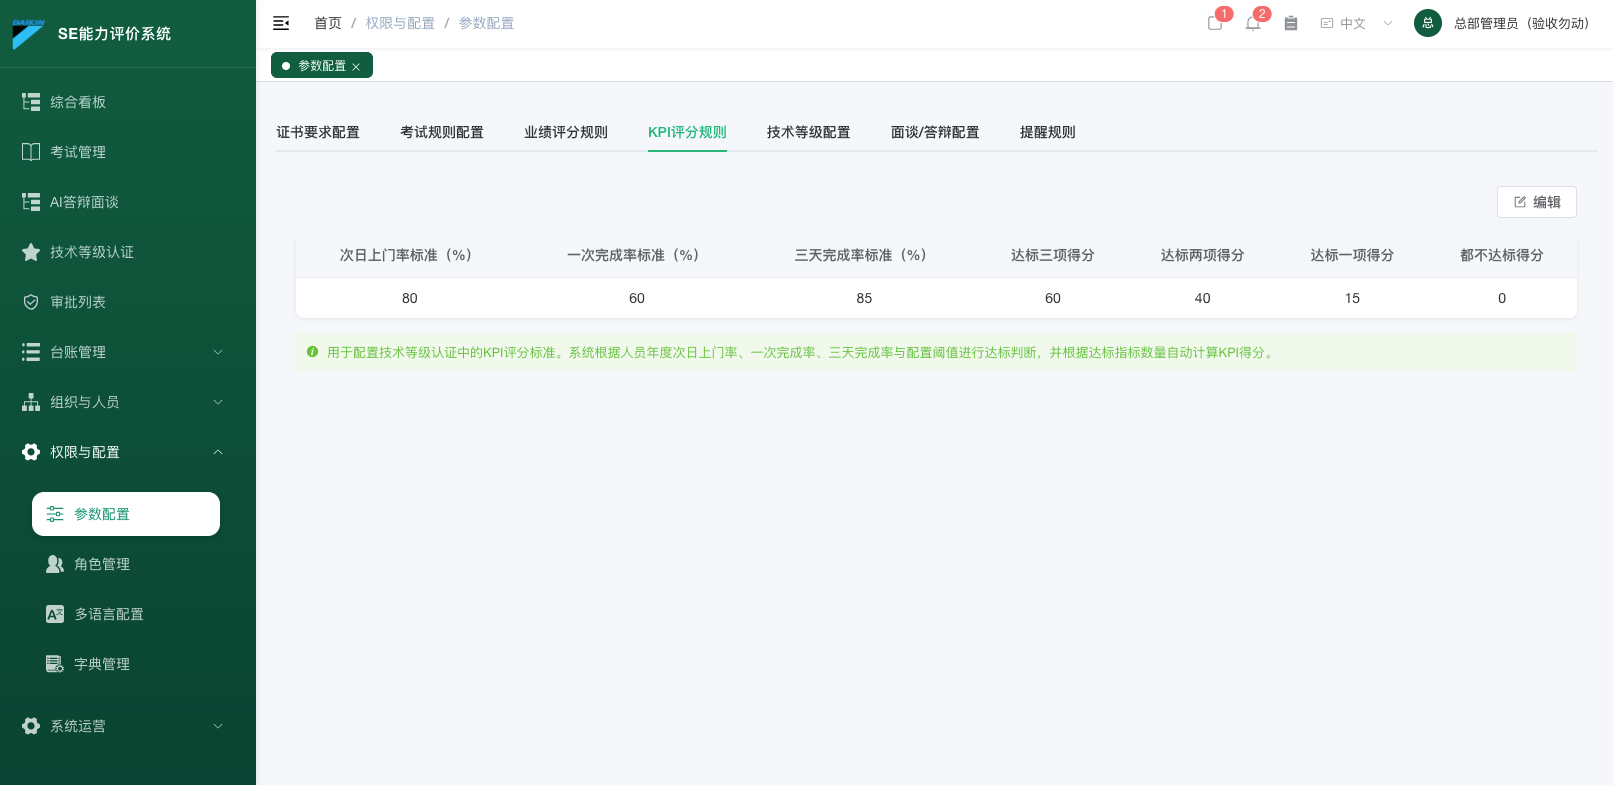 DAIKIN
SE能力评价系统
首页 / 权限与配置 / 参数配置
1
2
中文
总
总部管理员（验收勿动）
参数配置
综合看板
考试管理
AI答辩面谈
技术等级认证
审批列表
台账管理
组织与人员
权限与配置
参数配置
角色管理
多语言配置
字典管理
系统运营
证书要求配置 考试规则配置 业绩评分规则 KPI评分规则 技术等级配置 面谈/答辩配置 提醒规则
编辑
次日上门率标准（%） 一次完成率标准（%） 三天完成率标准（%） 达标三项得分 达标两项得分 达标一项得分 都不达标得分
80 60 85 60 40 15 0
用于配置技术等级认证中的KPI评分标准。系统根据人员年度次日上门率、一次完成率、三天完成率与配置阈值进行达标判断，并根据达标指标数量自动计算KPI得分。